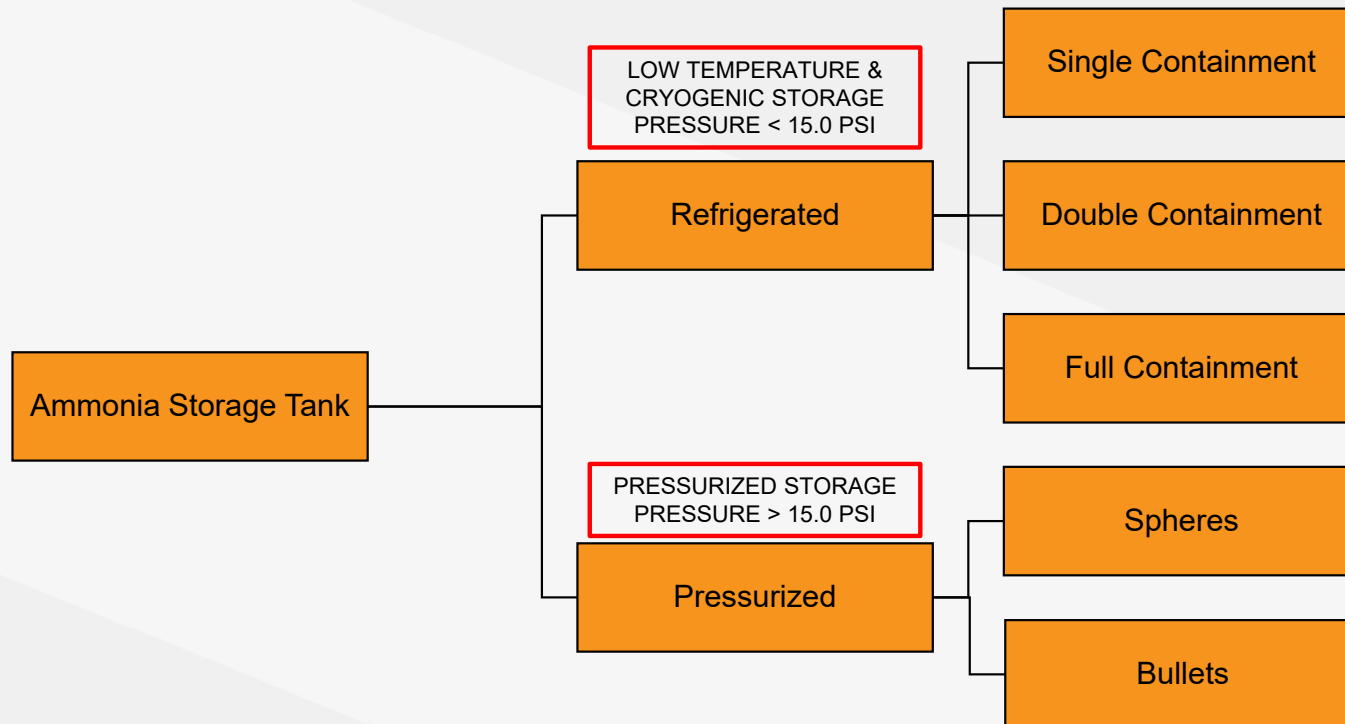 Ammonia Storage Tank
LOW TEMPERATURE &
CRYOGENIC STORAGE
PRESSURE < 15.0 PSI
Refrigerated
Single Containment
Double Containment
Full Containment
PRESSURIZED STORAGE
PRESSURE > 15.0 PSI
Pressurized
Spheres
Bullets